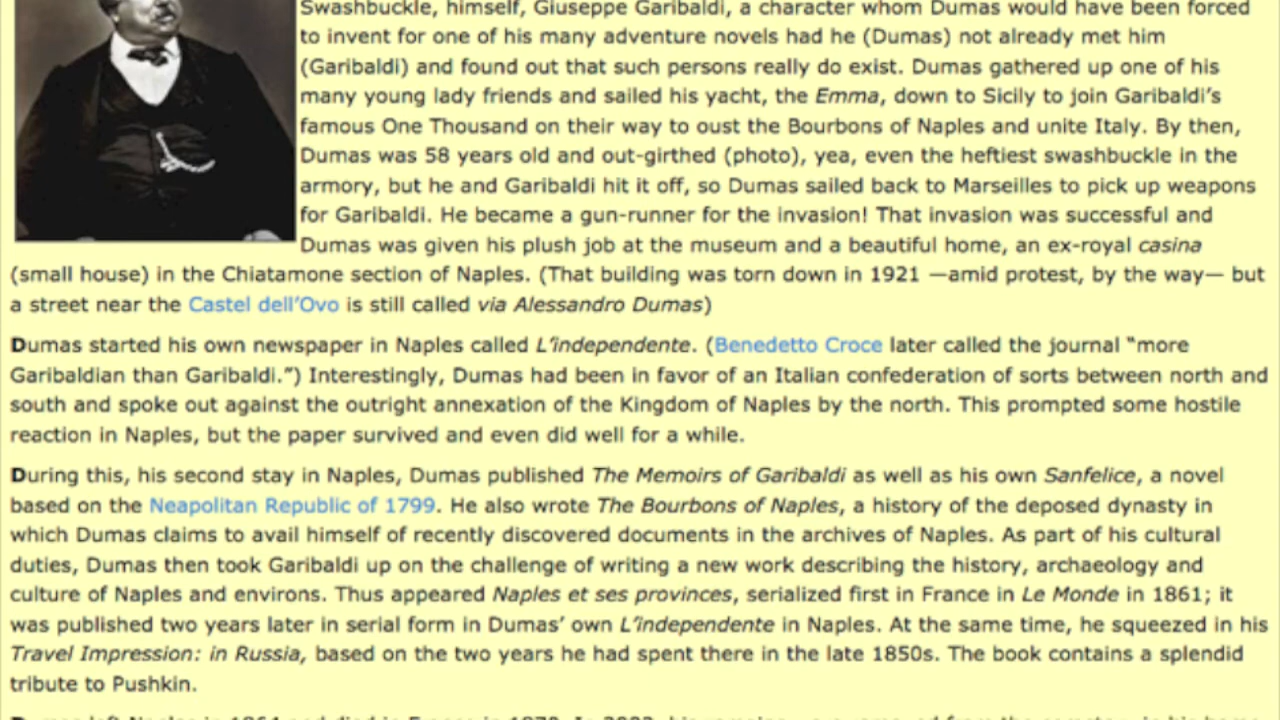 Swashbuckle, himself, Giuseppe Garibaldi, a character whom Dumas would have been forced
to invent for one of his many adventure novels had he (Dumas) not already met him
(Garibaldi) and found out that such persons really do exist. Dumas gathered up one of his
many young lady friends and sailed his yacht, the Emma, down to Sicily to join Garibaldi's
famous One Thousand on their way to oust the Bourbons of Naples and unite Italy. By then,
Dumas was 58 years old and out-girthed (photo), yea, even the heftiest swashbuckle in the
armory, but he and Garibaldi hit it off, so Dumas sailed back to Marseilles to pick up weapons
for Garibaldi. He became a gun-runner for the invasion! That invasion was successful and
Dumas was given his plush job at the museum and a beautiful home, an ex-royal casina
(small house) in the Chiatamone section of Naples. (That building was torn down in 1921 —amid protest, by the way— but
a street near the Castel dell'Ovo is still called via Alessandro Dumas)
Dumas started his own newspaper in Naples called L'independente. (Benedetto Croce later called the journal “more
Garibaldian than Garibaldi.”) Interestingly, Dumas had been in favor of an Italian confederation of sorts between north and
south and spoke out against the outright annexation of the Kingdom of Naples by the north. This prompted some hostile
reaction in Naples, but the paper survived and even did well for a while.
During this, his second stay in Naples, Dumas published The Memoirs of Garibaldi as well as his own Sanfelice, a novel
based on the Neapolitan Republic of 1799. He also wrote The Bourbons of Naples, a history of the deposed dynasty in
which Dumas claims to avail himself of recently discovered documents in the archives of Naples. As part of his cultural
duties, Dumas then took Garibaldi up on the challenge of writing a new work describing the history, archaeology and
culture of Naples and environs. Thus appeared Naples et ses provinces, serialized first in France in Le Monde in 1861; it
was published two years later in serial form in Dumas' own L'independente in Naples. At the same time, he squeezed in his
Travel Impression: in Russia, based on the two years he had spent there in the late 1850s. The book contains a splendid
tribute to Pushkin.